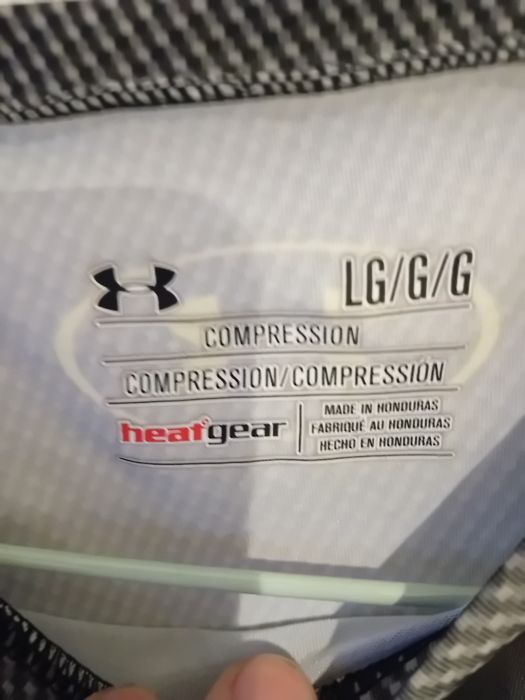 LG/G/G
COMPRESSION
COMPRESSION/COMPRESSIÓN
heatgear
MADE IN HONDURAS
FABRIQUÉ AU HONDURAS
HECHO EN HONDURAS